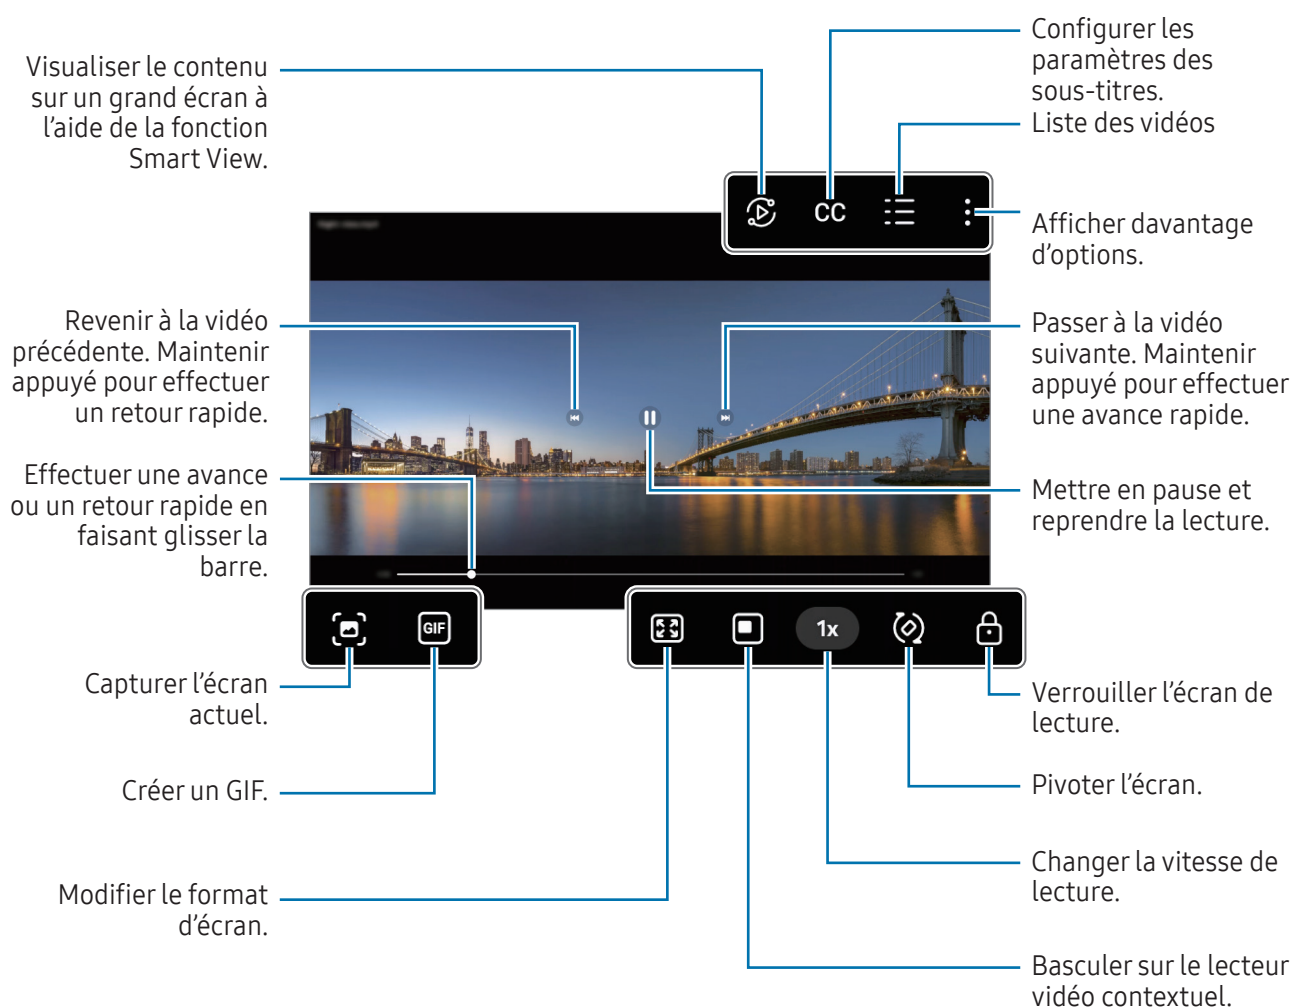 Visualiser le contenu
sur un grand écran à
l'aide de la fonction
Smart View.
Configurer les
paramètres des
sous-titres.
Liste des vidéos
CC
Afficher davantage
d'options.
Revenir à la vidéo
précédente. Maintenir
appuyé pour effectuer
un retour rapide.
Passer à la vidéo
suivante. Maintenir
appuyé pour effectuer
une avance rapide.
Effectuer une avance
ou un retour rapide en
faisant glisser la
barre.
Mettre en pause et
reprendre la lecture.
GIF
1x
Capturer l'écran
actuel.
Verrouiller l'écran de
lecture.
Créer un GIF.
Pivoter l'écran.
Modifier le format
d'écran.
Changer la vitesse de
lecture.
Basculer sur le lecteur
vidéo contextuel.